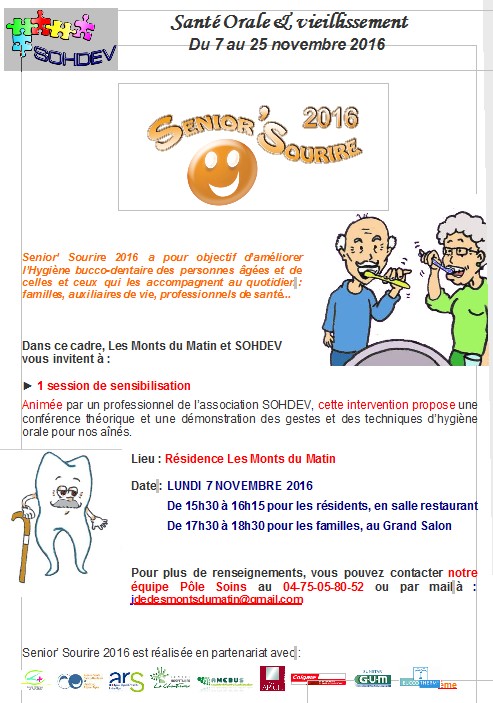 SOHDEV
Santé Orale & vieillissement
Du 7 au 25 novembre 2016
SENIOR'SOURIRE 2016
Senior' Sourire 2016 a pour objectif d'améliorer
l'Hygiène bucco-dentaire des personnes âgées et de
celles et ceux qui les accompagnent au quotidien :
familles, auxiliaires de vie, professionnels de santé...
Dans ce cadre, Les Monts du Matin et SOHDEV
vous invitent à :
► 1 session de sensibilisation
Animée par un professionnel de l'association SOHDEV, cette intervention propose une
conférence théorique et une démonstration des gestes et des techniques d'hygiène
orale pour nos aînés.
Lieu : Résidence Les Monts du Matin
Date : LUNDI 7 NOVEMBRE 2016
De 15h30 à 16h15 pour les résidents, en salle restaurant
De 17h30 à 18h30 pour les familles, au Grand Salon
Pour plus de renseignements, vous pouvez contacter notre
équipe Pôle Soins au 04-75-05-80-52 ou par mail à :
idedesmontsdumatin@gmail.com
Senior' Sourire 2016 est réalisée en partenariat avec :
ars
Colgate
GUM
ème